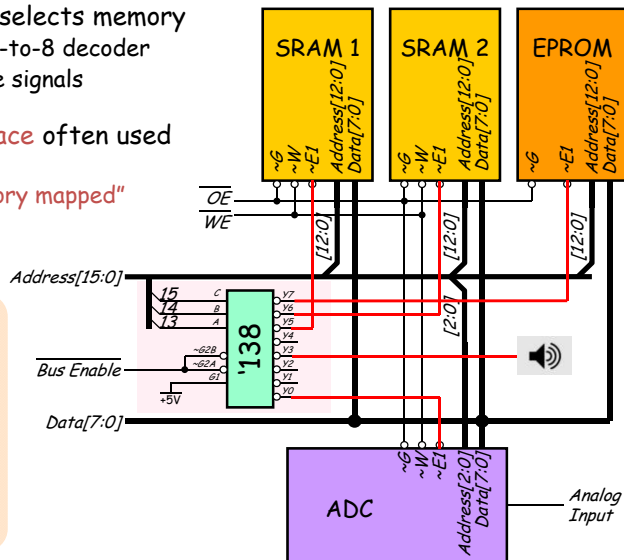 selects memory
-to-8 decoder
e signals
ace often used
ory mapped”
SRAM 1
~G
~W
~E1
Address[12:0]
Data[7:0]
SRAM 2
~G
~W
~E1
Address[12:0]
Data[7:0]
EPROM
~G
~E1
Address[12:0]
Data[7:0]
OE
WE
[12:0]
[12:0]
[12:0]
[2:0]
Address[15:0]
15
14
13
C
B
A
~G2B
~G2A
G1
'138
Y7
Y6
Y5
Y4
Y3
Y2
Y1
Y0
Bus Enable
+5V
Data[7:0]
~G
~W
~E1
Address[2:0]
Data[7:0]
ADC
Analog
Input